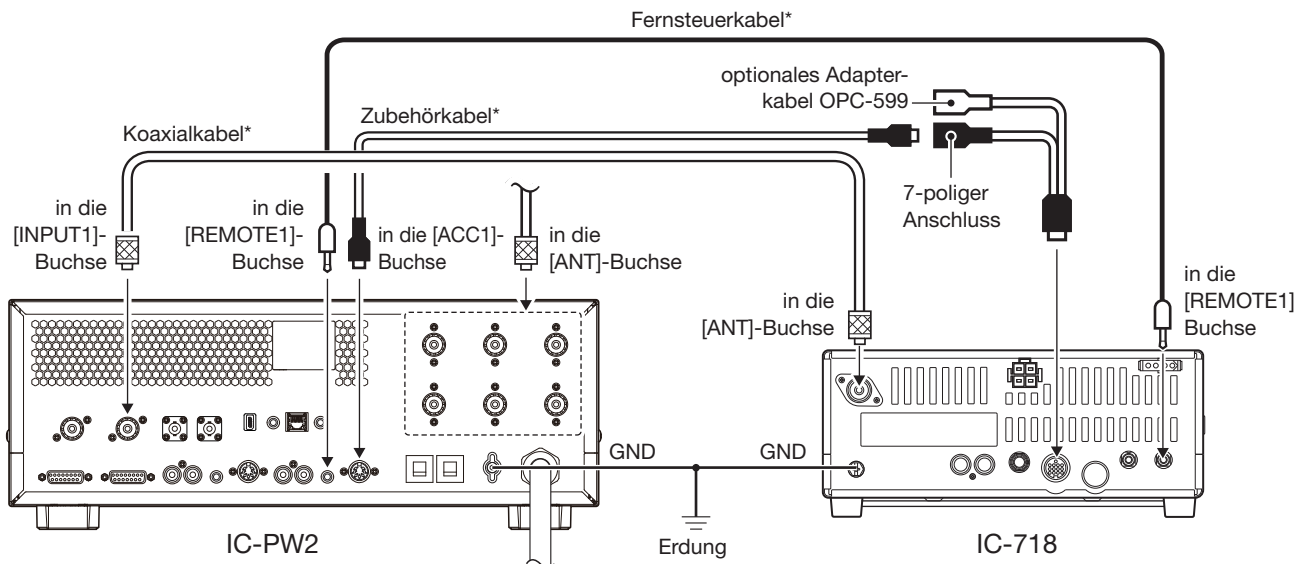 Fernsteuerkabel*
optionales Adapter-
kabel OPC-599
Zubehörkabel*
Koaxialkabel*
7-poliger
Anschluss
in die
[INPUT1]-
Buchse
in die
[REMOTE1]-
Buchse
in die [ACC1]-
Buchse
in die
[ANT]-Buchse
in die
[ANT]-Buchse
in die
[REMOTE1]
Buchse
GND
GND
Erdung
IC-PW2
IC-718